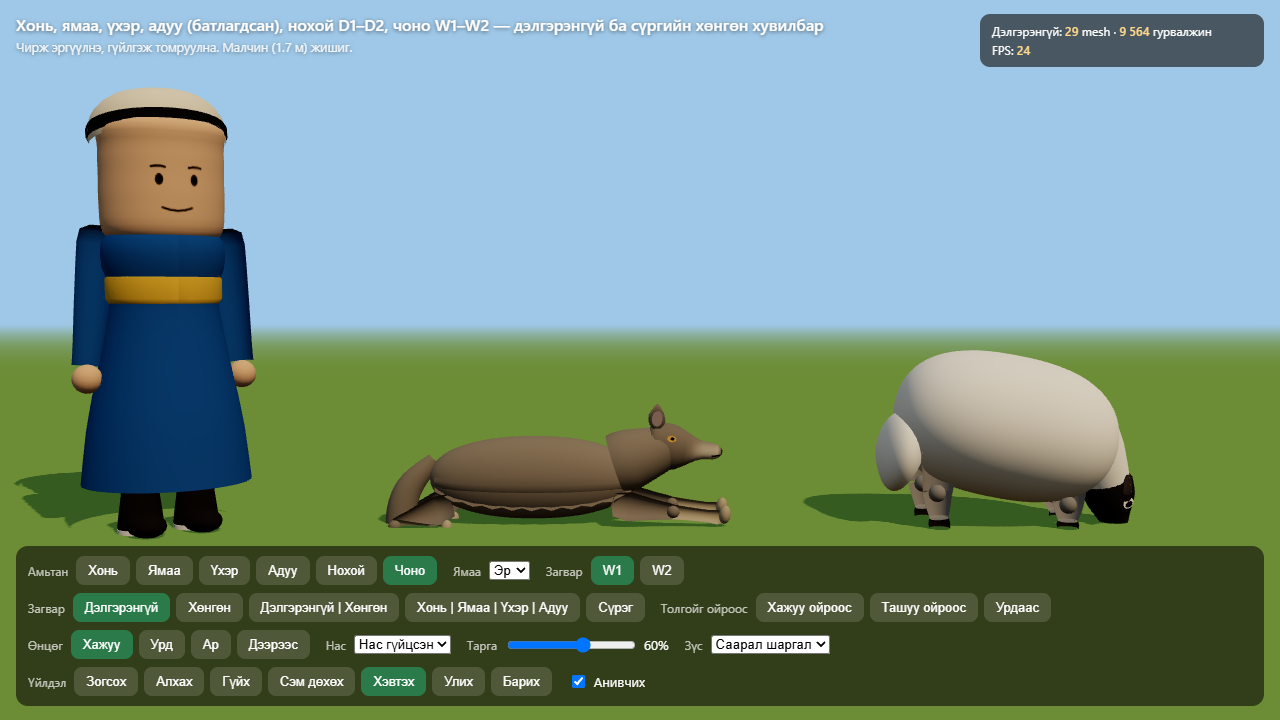 Хонь, ямаа, үхэр, адуу (батлагдсан), нохой D1–D2, чоно W1–W2 — дэлгэрэнгүй ба сүргийн хөнгөн хувилбар
Чирж эргүүлнэ, гүйлгэж томруулна. Малчин (1.7 м) жишиг.
Дэлгэрэнгүй: 29 mesh · 9 564 гурвалжин
FPS: 24
Амьтан Хонь Ямаа Үхэр Адуу Нохой Чоно Ямаа Эр Загвар W1 W2
Загвар Дэлгэрэнгүй Хөнгөн Дэлгэрэнгүй | Хөнгөн Хонь | Ямаа | Үхэр | Адуу Сүрэг Толгойг ойроос Хажуу ойроос Ташуу ойроос Урдаас
Өнцөг Хажуу Урд Ар Дээрээс Нас Нас гүйцсэн Тарга 60% Зүс Саарал шаргал
Үйлдэл Зогсох Алхах Гүйх Сэм дөхөх Хэвтэх Улих Барих Анивчих